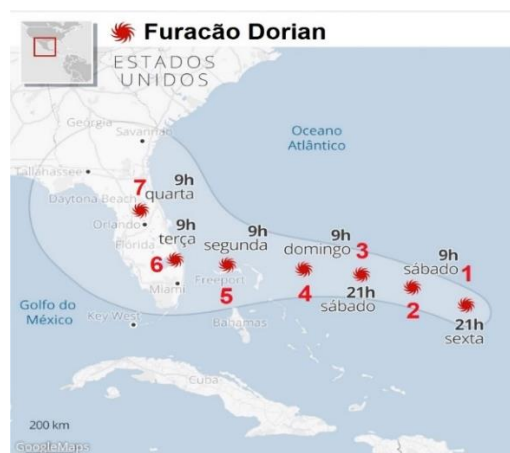 Furacão Dorian
ESTADOS
UNIDOS
Geórgia
Savannah
Oceano
Atlântico
Tallahassee
7
9h
quarta
Daytona Beach
Orlando
9h
terça
Flórida
6
Miami
9h
segunda
Freeport
5
9h
domingo
4
3
21h
sábado
9h
sábado
1
2
21h
sexta
Golfo do
México
Key West
Bahamas
Cuba
200 km
GoogleMaps